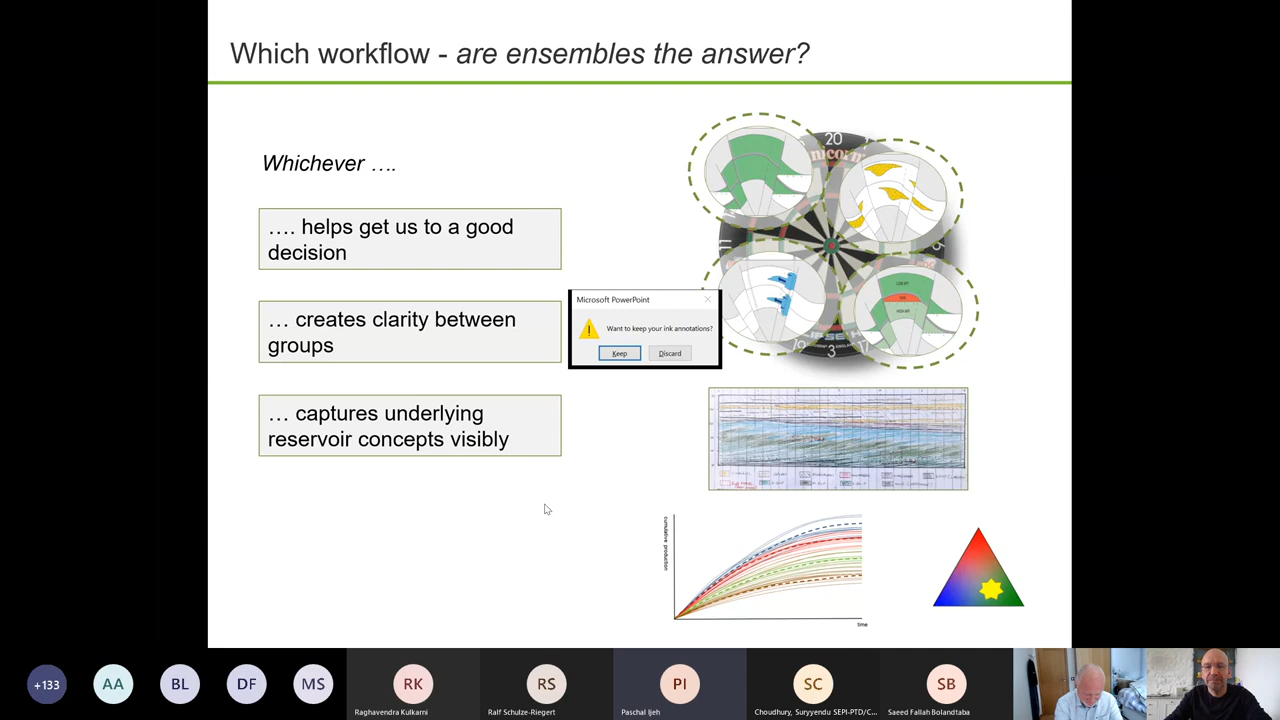 Which workflow - are ensembles the answer?
Whichever ….
…. helps get us to a good
decision
… creates clarity between
groups
… captures underlying
reservoir concepts visibly
20
3
Microsoft PowerPoint
Want to keep your ink annotations?
Keep
Discard
cumulative production
time
+133
AA
BL
DF
MS
RK
RS
PI
SC
SB
Raghavendra Kulkarni
Ralf Schulze-Riegert
Paschal Ijeh
Choudhury, Suryyendu SEPI-PTD/C...
Saeed Fallah Bolandtaba